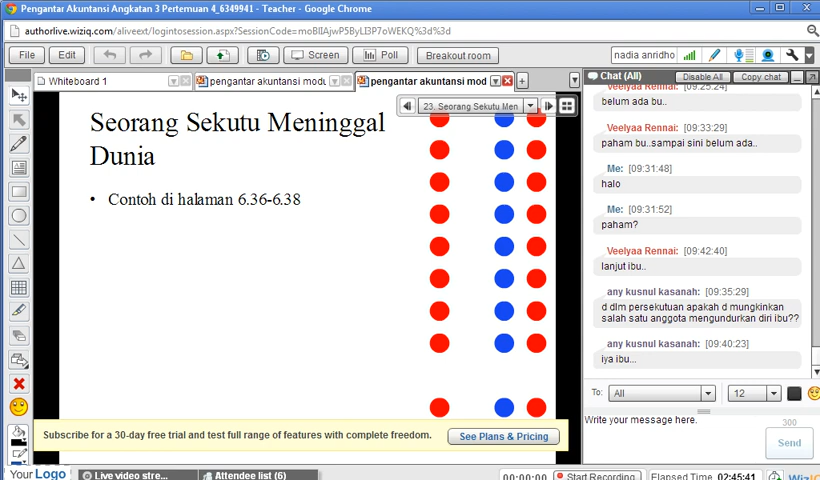 Pengantar Akuntansi Angkatan 3 Pertemuan 4_6349941 - Teacher - Google Chrome
authorlive.wiziq.com/aliveext/logintosession.aspx?SessionCode=moBIIAjwP5ByLI3P7oWEKQ%3d%3d
File Edit Screen Poll Breakout room nadia anridho
Whiteboard 1 pengantar akuntansi modu pengantar akuntansi mod
Chat (All) Disable All Copy chat
23. Seorang Sekutu Men
Seorang Sekutu Meninggal
Dunia
• Contoh di halaman 6.36-6.38
[09:25:24]
belum ada bu..
Veelyaa Rennai: [09:33:29]
paham bu..sampai sini belum ada..
Me: [09:31:48]
halo
Me: [09:31:52]
paham?
Veelyaa Rennai: [09:42:40]
lanjut ibu..
any kusnul kasanah: [09:35:29]
d dlm persekutuan apakah d mungkinkan
salah satu anggota mengundurkan diri ibu??
any kusnul kasanah: [09:40:23]
iya ibu...
To: All 12
Write your message here.
300
Send
Subscribe for a 30-day free trial and test full range of features with complete freedom. See Plans & Pricing
Your Logo Live video stre... Attendee list (6) 00:00:00 Start Recording Elapsed Time: 02:45:41 WizIQ